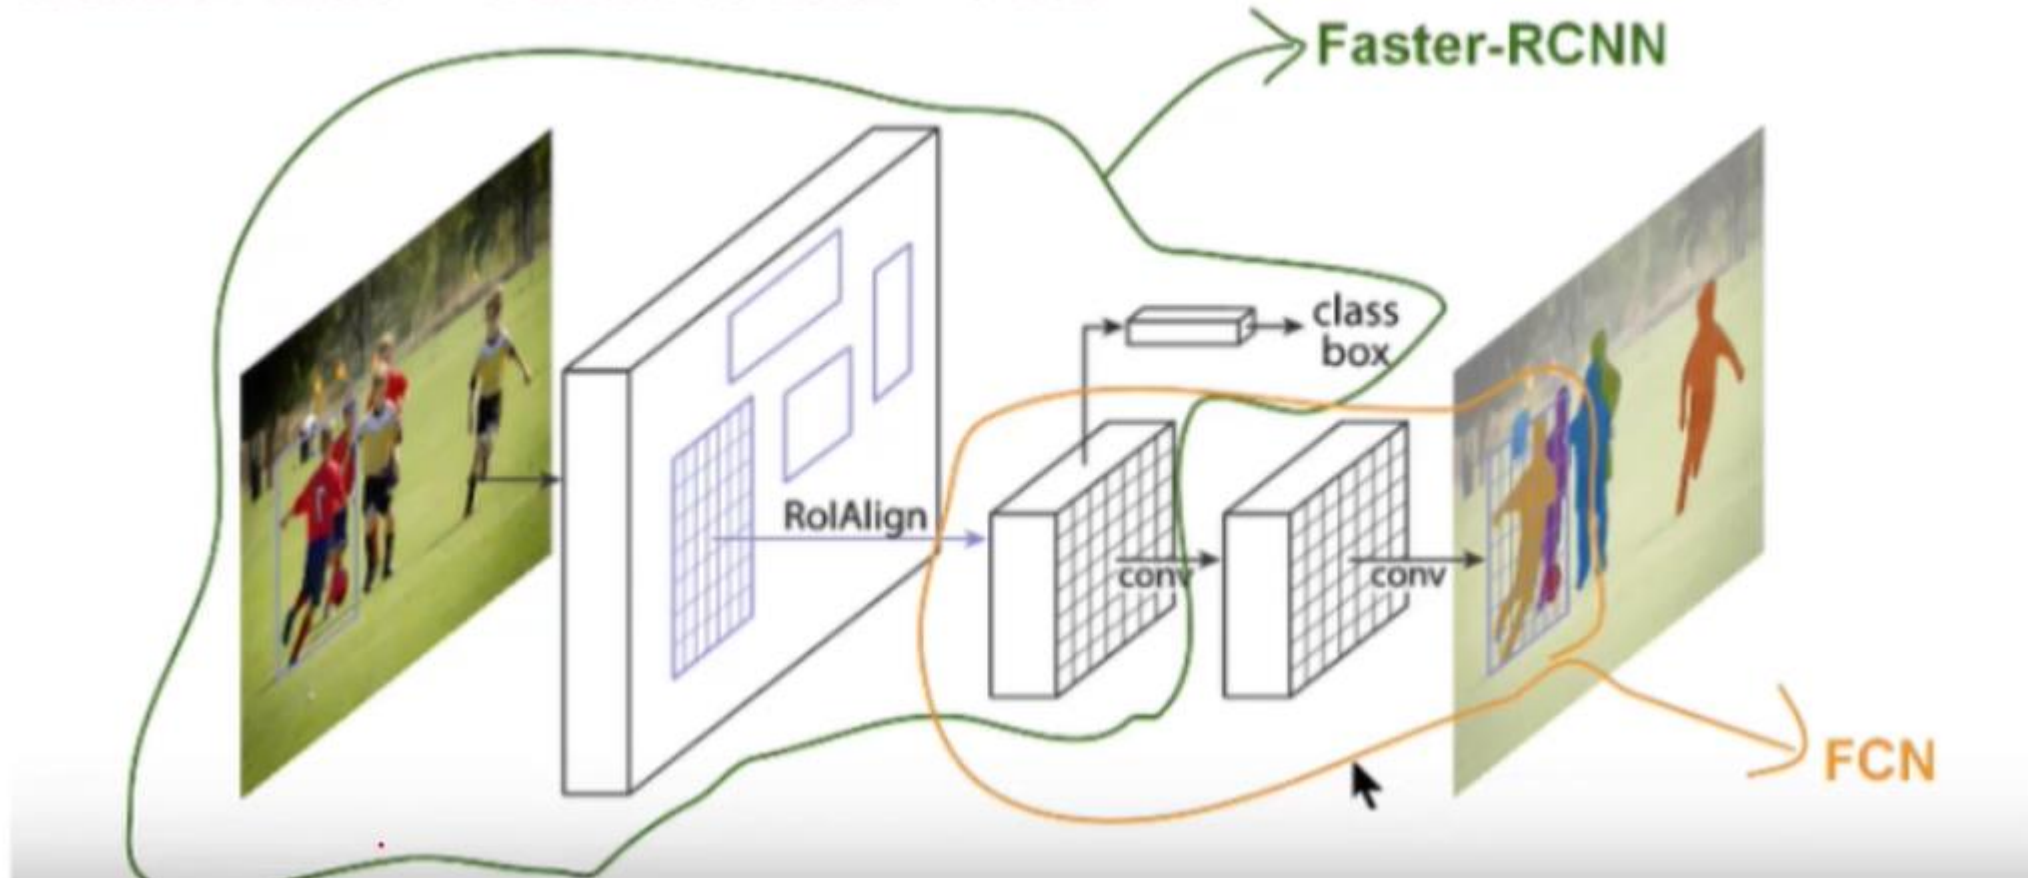 Faster-RCNN
class
box
RoIAlign
conv
conv
FCN